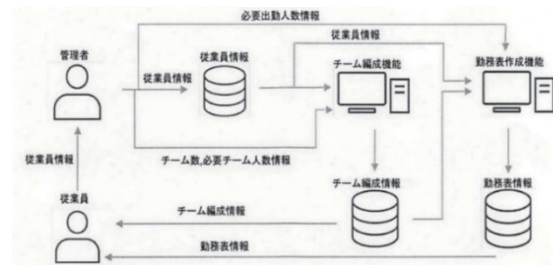 必要出勤人数情報
管理者
従業員情報
従業員情報
チーム編成機能
勤務表作成機能
従業員情報
チーム数,必要チーム人数情報
従業員情報
チーム編成情報
勤務表情報
従業員
チーム編成情報
勤務表情報